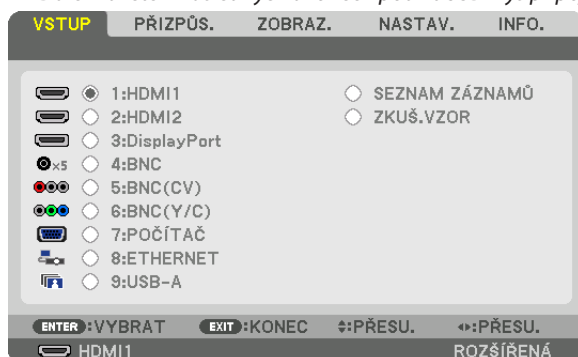 VSTUP PŘIZPŮS. ZOBRAZ. NASTAV. INFO.
1:HDMI1
2:HDMI2
3:DisplayPort
×5 4:BNC
5:BNC(CV)
6:BNC(Y/C)
7:POČÍTAČ
8:ETHERNET
9:USB-A
SEZNAM ZÁZNAMŮ
ZKUŠ.VZOR
ENTER :VYBRAT EXIT :KONEC :PŘESU. :PŘESU.
HDMI1 ROZŠÍŘENÁ